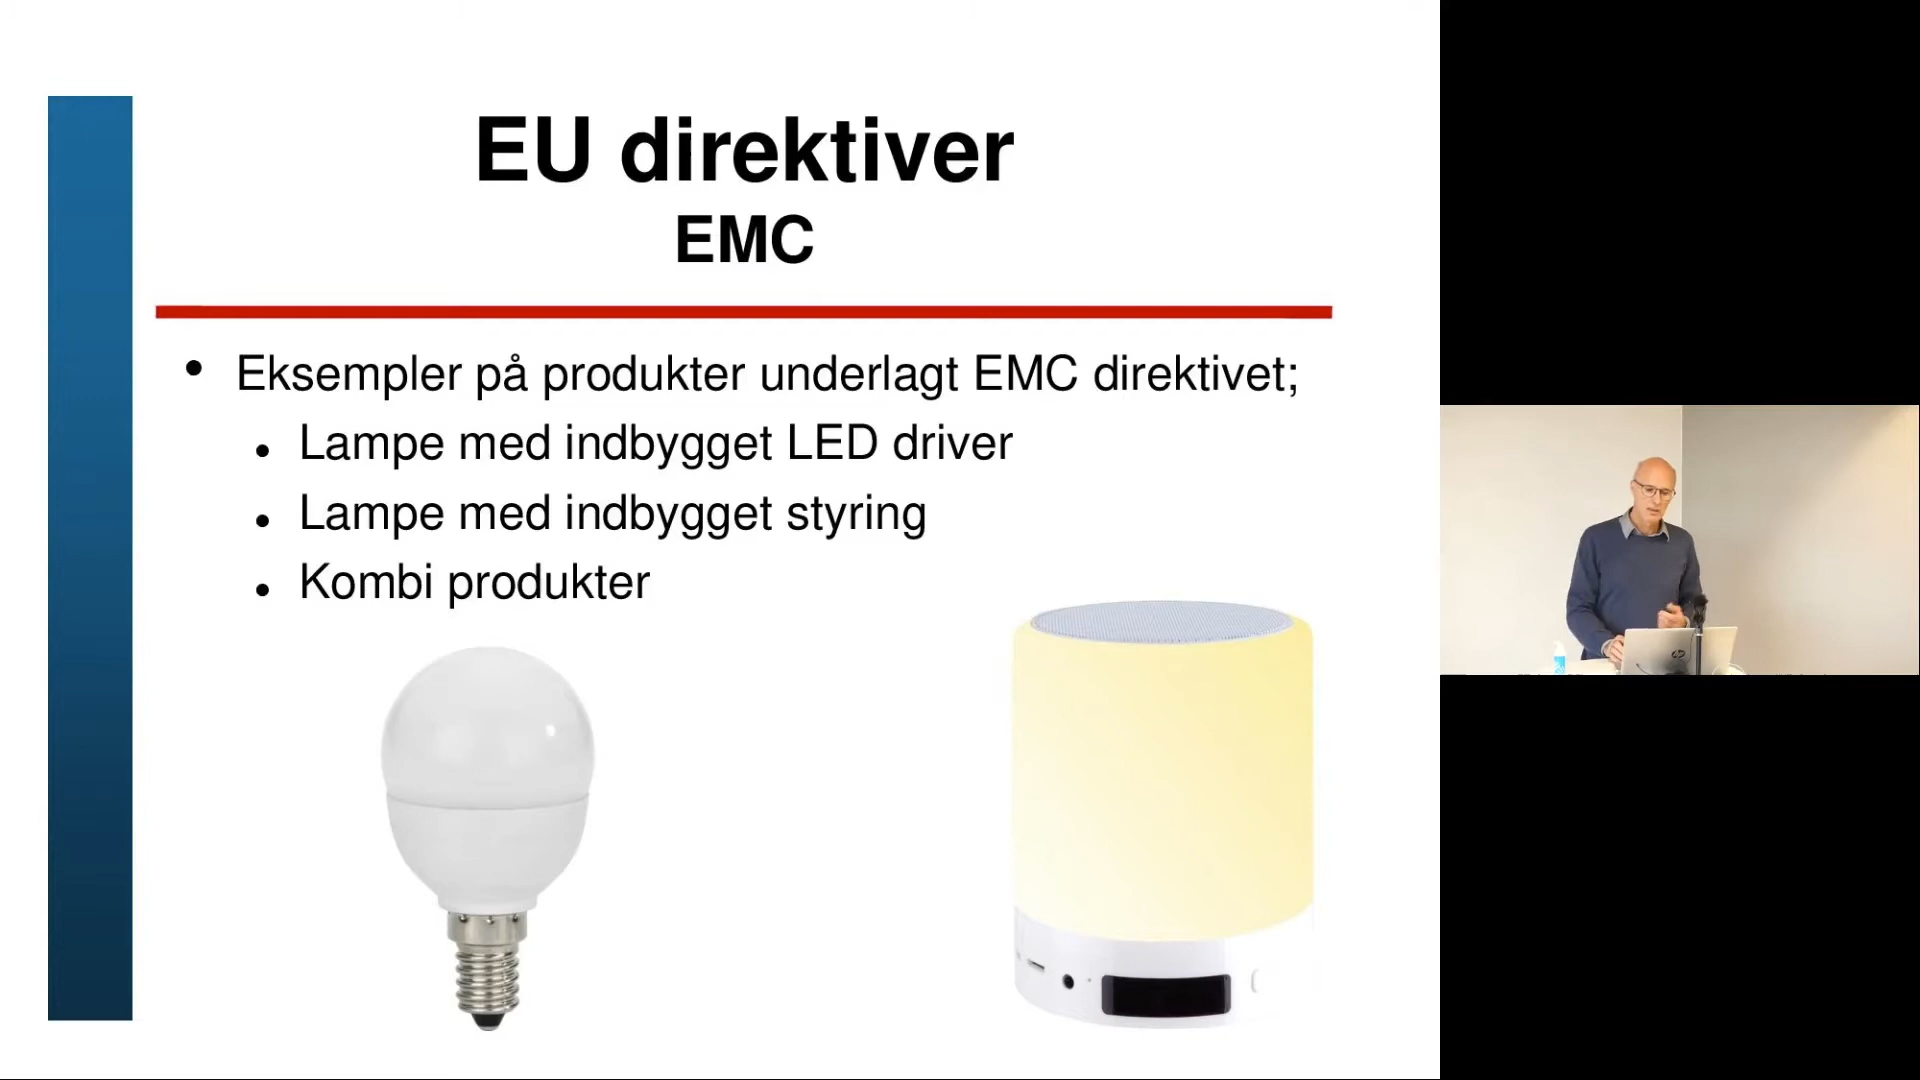 EU direktiver
EMC
• Eksempler på produkter underlagt EMC direktivet;
• Lampe med indbygget LED driver
• Lampe med indbygget styring
• Kombi produkter
hp